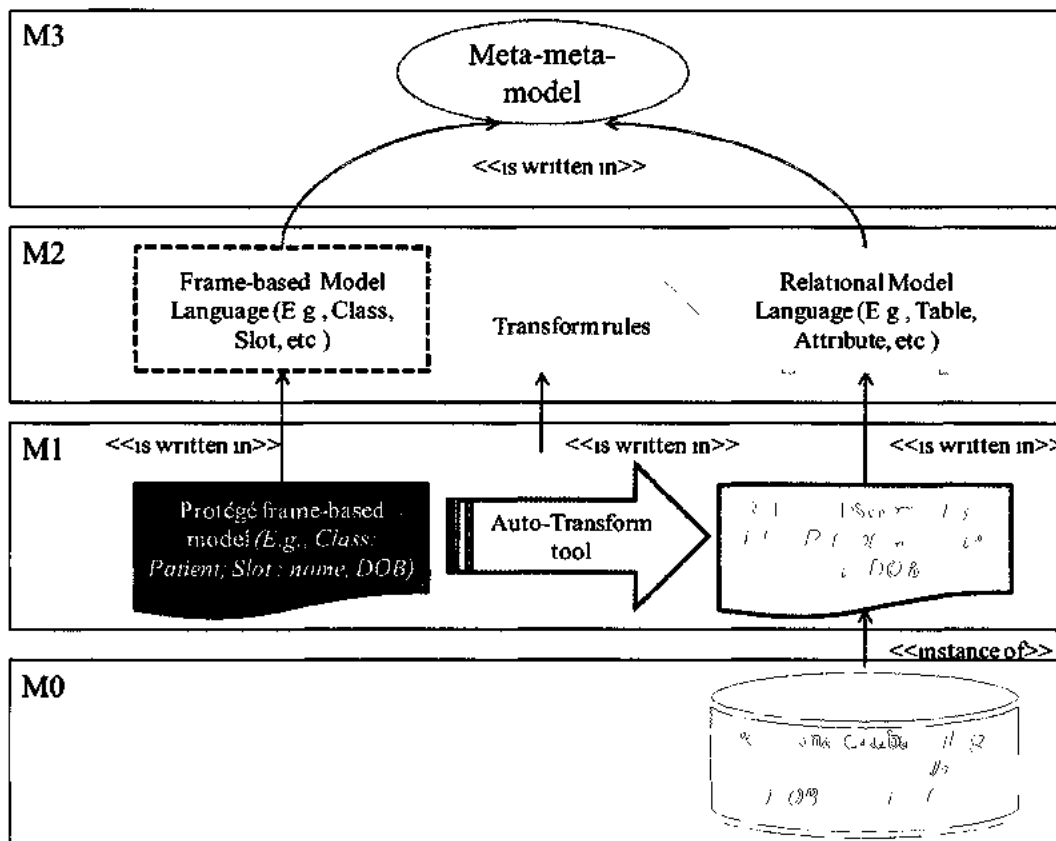 M3
Meta-meta-
model
<<is written in>>
M2
Frame-based Model
Language (E g , Class,
Slot, etc )
Transform rules
Relational Model
Language (E g , Table,
Attribute, etc )
M1
<<is written in>>
<<is written in>>
<<is written in>>
Protégé frame-based
model (E.g., Class:
Patient; Slot : name, DOB)
Auto-Transform
tool
DOB
<<instance of>>
M0